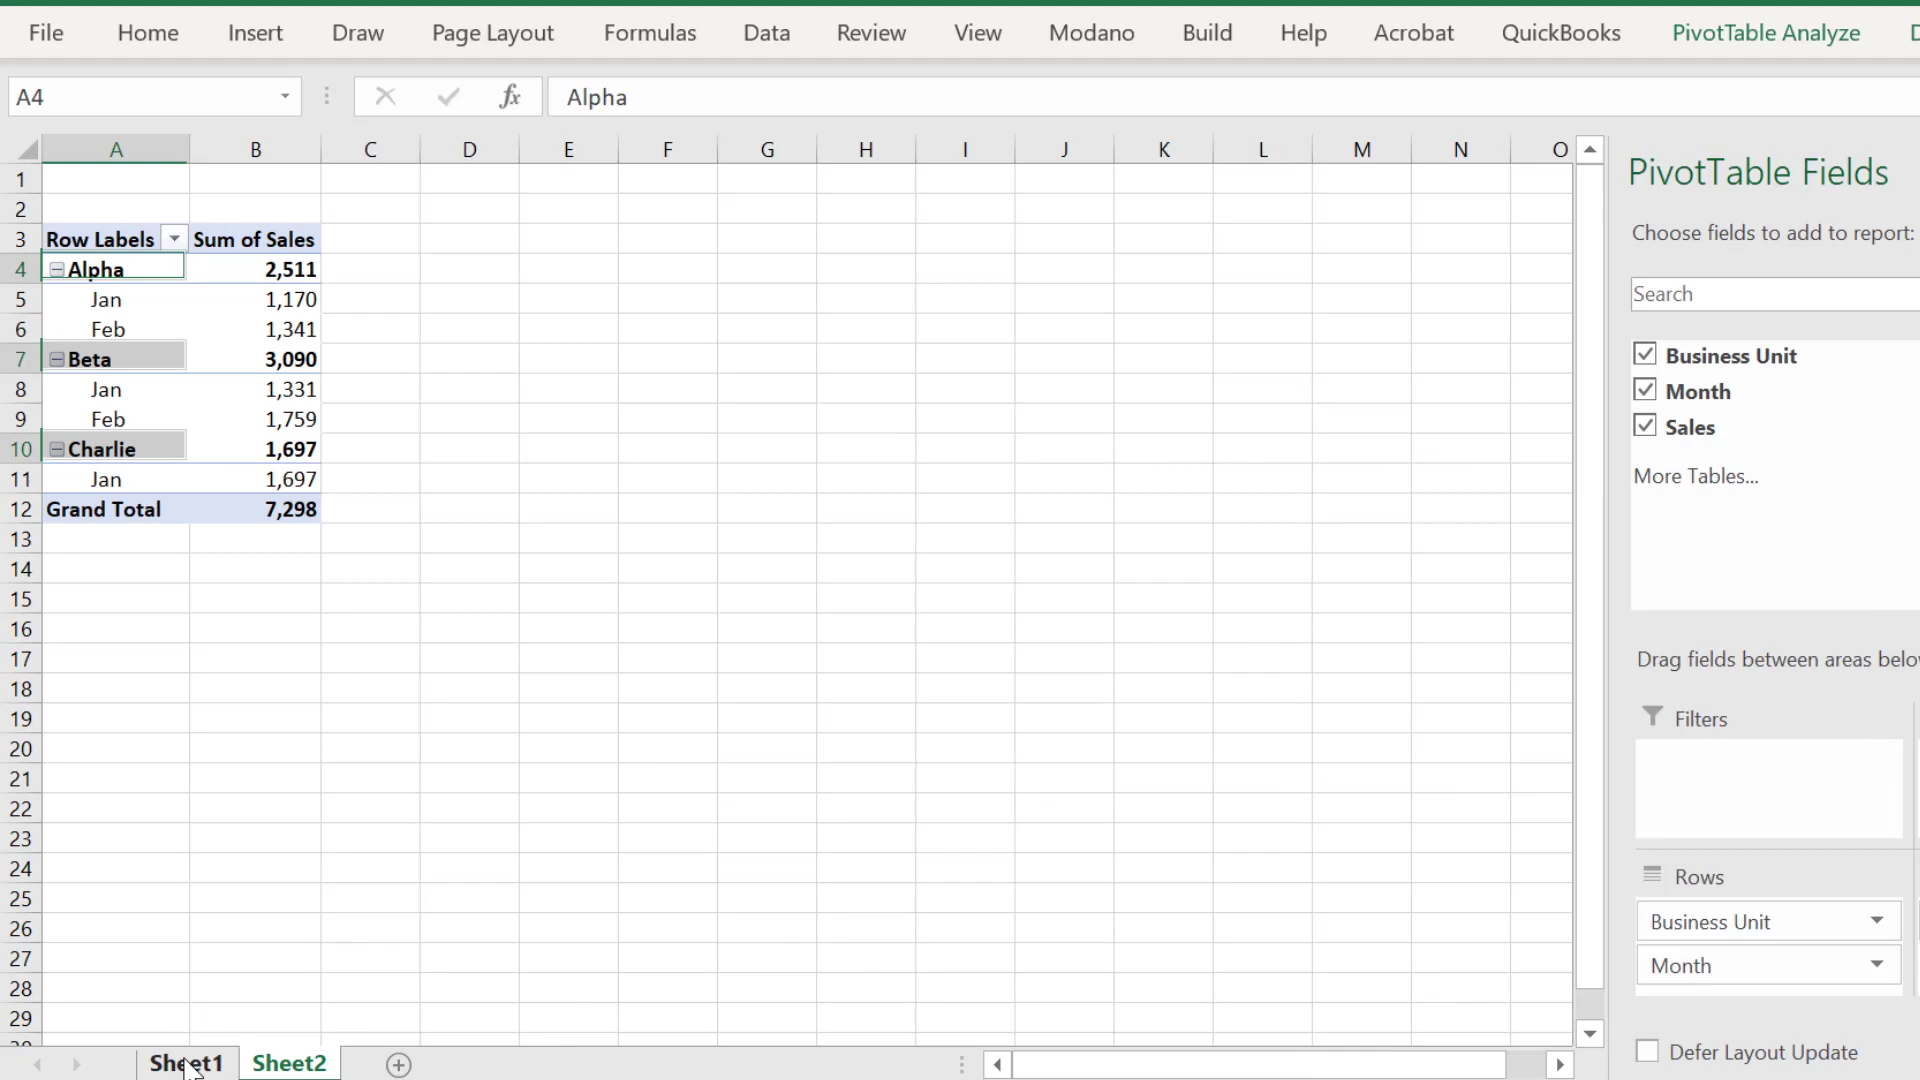 File Home Insert Draw Page Layout Formulas Data Review View Modano Build Help Acrobat QuickBooks PivotTable Analyze
A4 fx Alpha
A B C D E F G H I J K L M N O
1
2
3 Row Labels Sum of Sales
4 Alpha 2,511
5 Jan 1,170
6 Feb 1,341
7 Beta 3,090
8 Jan 1,331
9 Feb 1,759
10 Charlie 1,697
11 Jan 1,697
12 Grand Total 7,298
13
14
15
16
17
18
19
20
21
22
23
24
25
26
27
28
29
Sheet1 Sheet2
PivotTable Fields
Choose fields to add to report:
Search
Business Unit
Month
Sales
More Tables...
Drag fields between areas belo
Filters
Rows
Business Unit
Month
Defer Layout Update